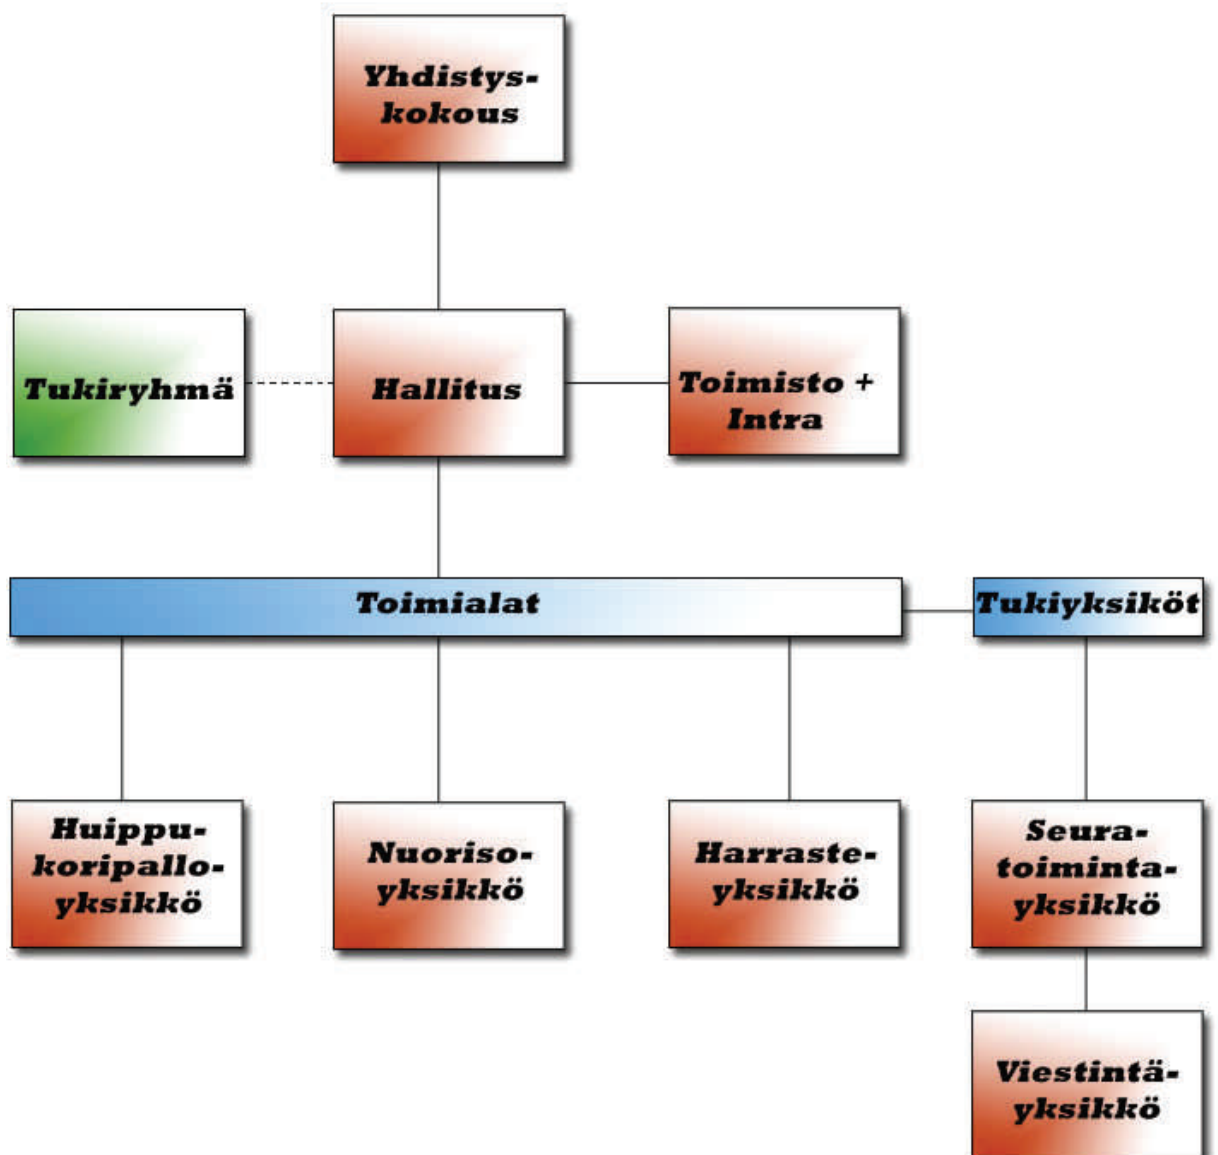 Yhdistys-
kokous
Tukiryhmä
Hallitus
Toimisto +
Intra
Toimialat
Tukiyksiköt
Huippu-
koripallo-
yksikkö
Nuoriso-
yksikkö
Harraste-
yksikkö
Seura-
toiminta-
yksikkö
Viestintä-
yksikkö